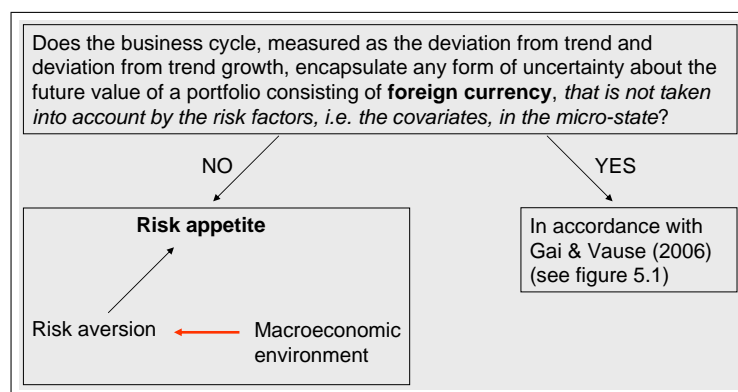 Does the business cycle, measured as the deviation from trend and
deviation from trend growth, encapsulate any form of uncertainty about the
future value of a portfolio consisting of foreign currency, that is not taken
into account by the risk factors, i.e. the covariates, in the micro-state?
NO
YES
Risk appetite
In accordance with
Gai & Vause (2006)
(see figure 5.1)
Risk aversion
Macroeconomic
environment